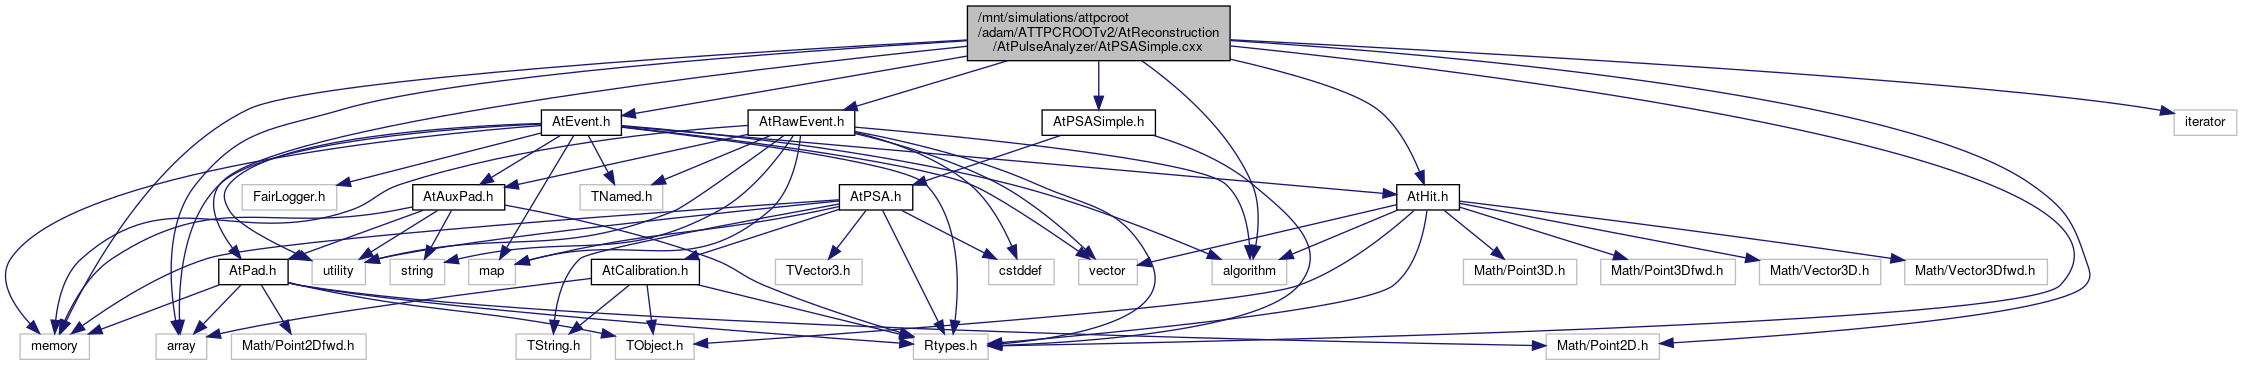 /mnt/simulations/attpcroot
/adam/ATTPCROOTv2/AtReconstruction
/AtPulseAnalyzer/AtPSASimple.cxx
AtEvent.h
AtRawEvent.h
AtPSASimple.h
iterator
FairLogger.h
AtAuxPad.h
TNamed.h
AtPSA.h
AtHit.h
AtPad.h
utility
string
map
AtCalibration.h
TVector3.h
cstddef
vector
algorithm
Math/Point3D.h
Math/Point3Dfwd.h
Math/Vector3D.h
Math/Vector3Dfwd.h
memory
array
Math/Point2Dfwd.h
TString.h
TObject.h
Rtypes.h
Math/Point2D.h